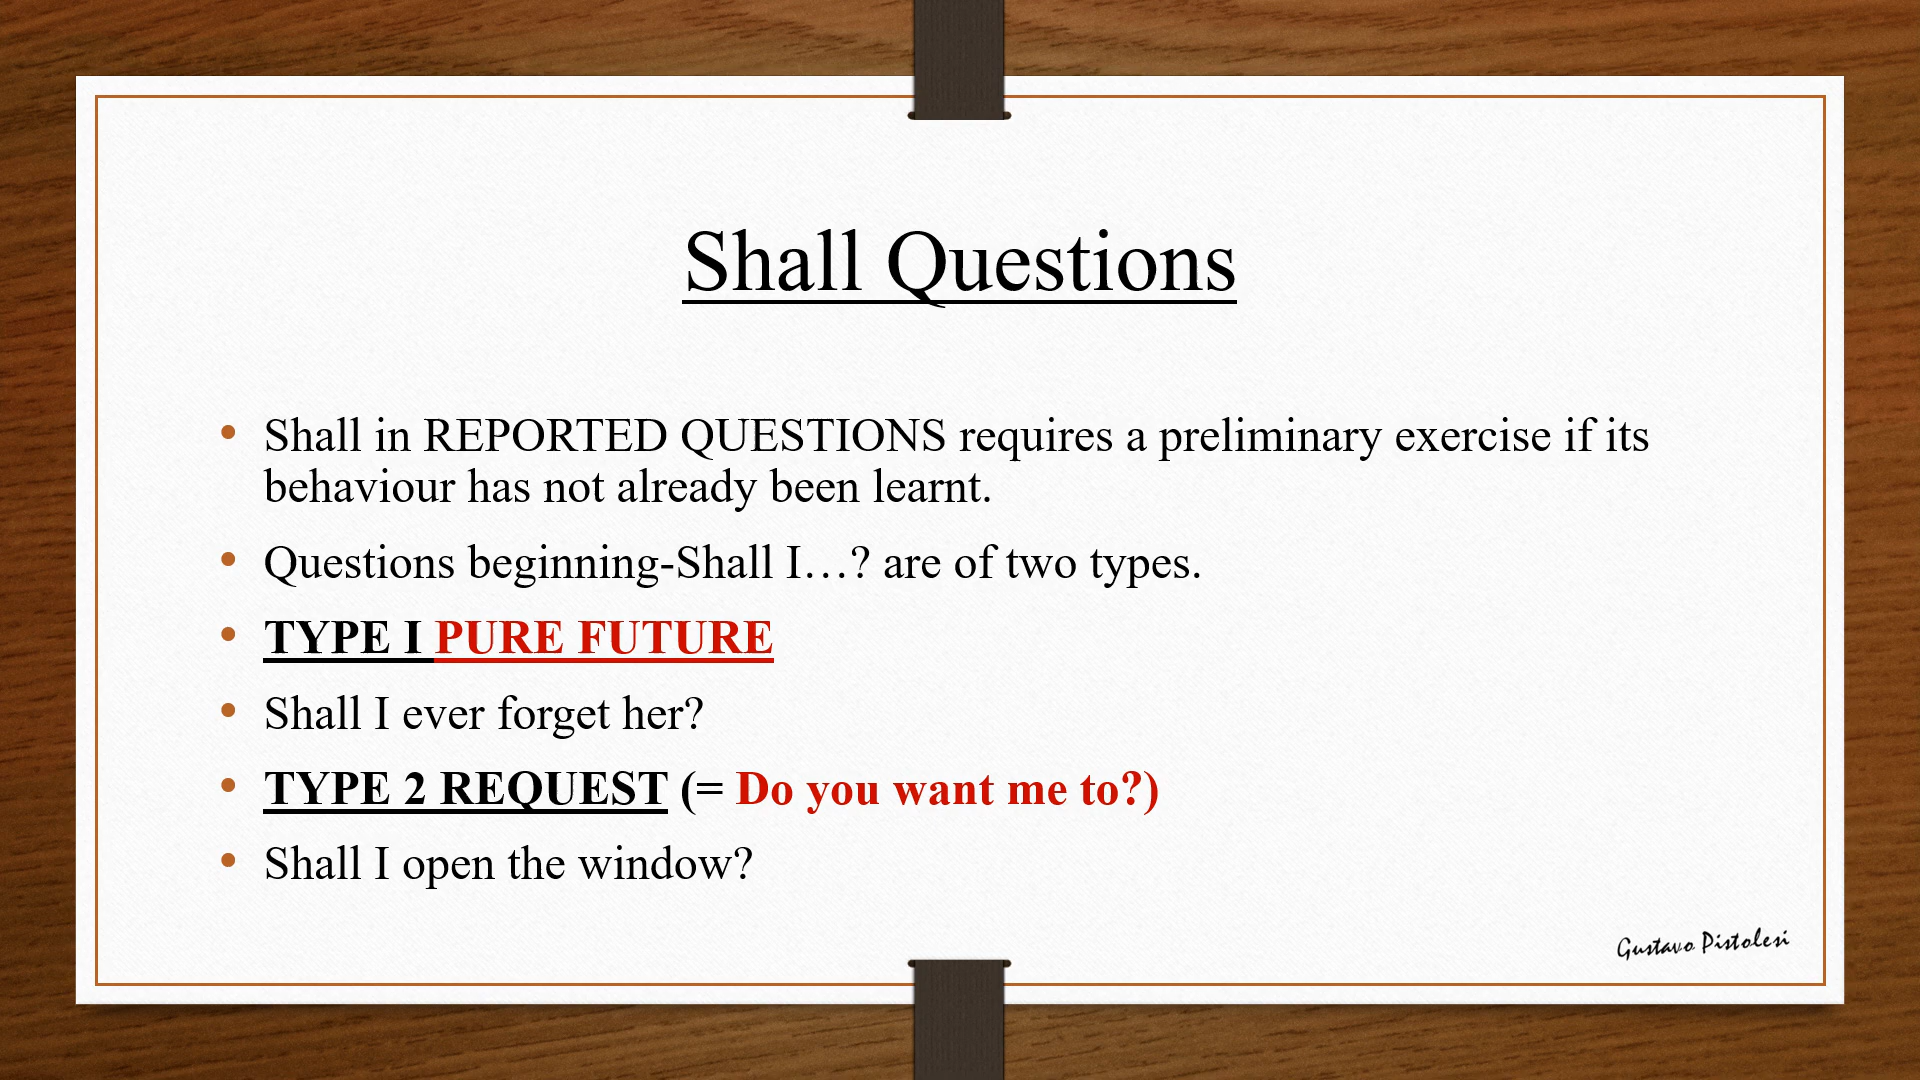 Shall Questions
Shall in REPORTED QUESTIONS requires a preliminary exercise if its
behaviour has not already been learnt.
Questions beginning-Shall I…? are of two types.
TYPE I PURE FUTURE
Shall I ever forget her?
TYPE 2 REQUEST (= Do you want me to?)
Shall I open the window?
Gustavo Pistolesi